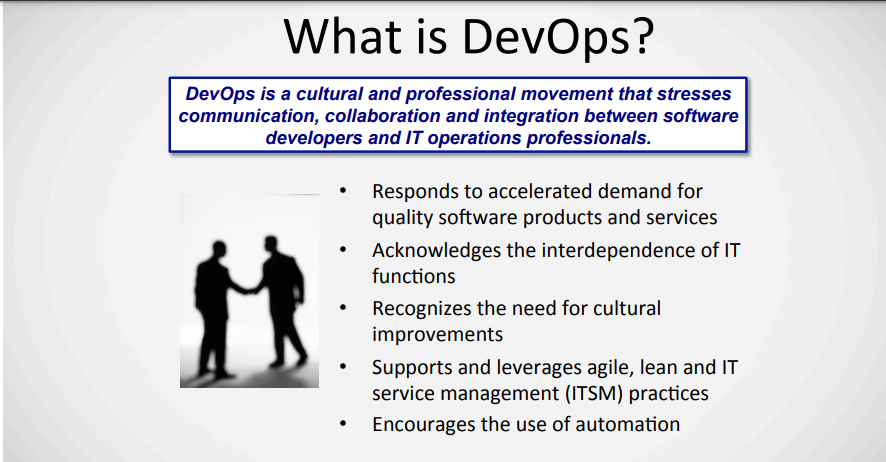 What is DevOps?
DevOps is a cultural and professional movement that stresses
communication, collaboration and integration between software
developers and IT operations professionals.
• Responds to accelerated demand for
quality software products and services
• Acknowledges the interdependence of IT
functions
• Recognizes the need for cultural
improvements
• Supports and leverages agile, lean and IT
service management (ITSM) practices
• Encourages the use of automation